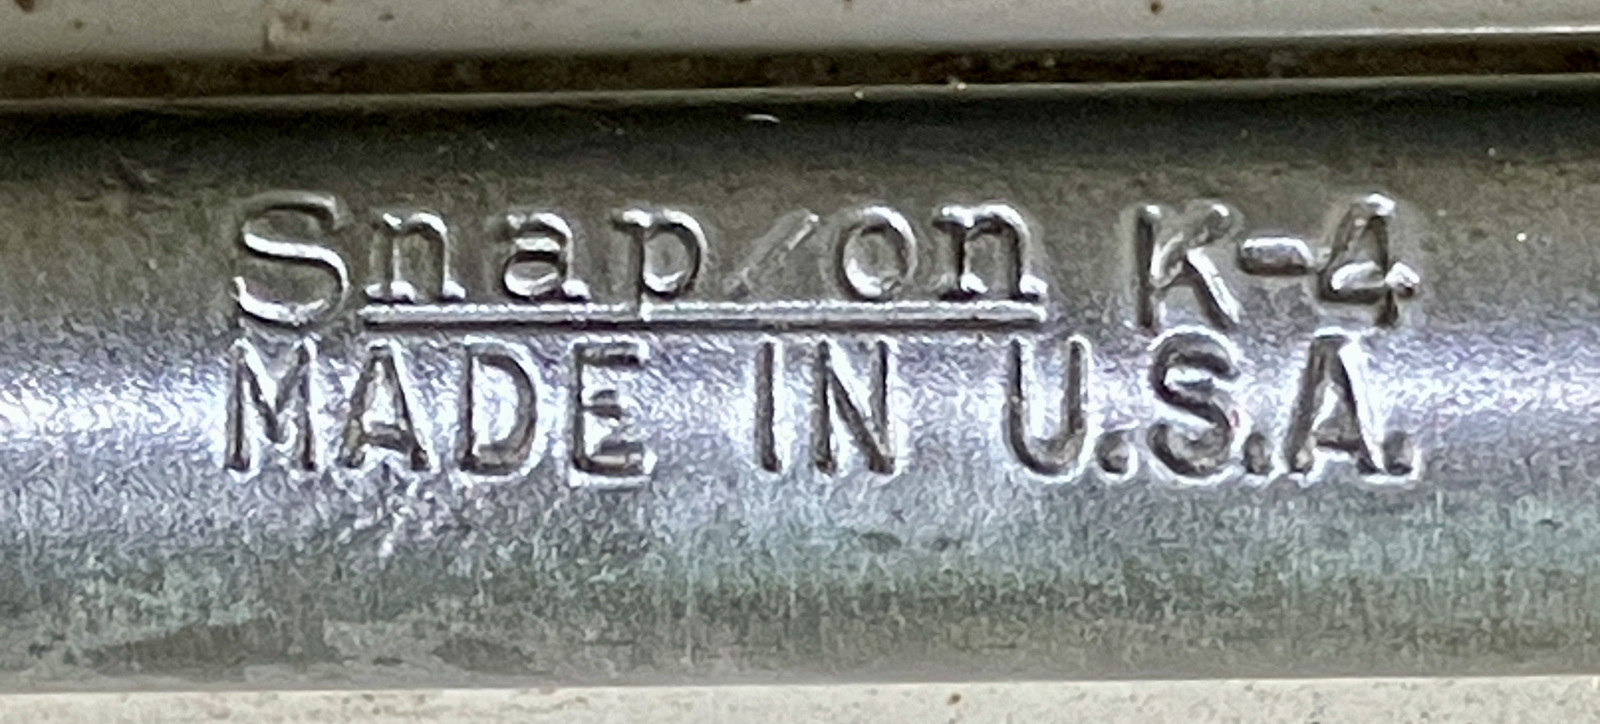 Snap/on K-4
MADE IN U.S.A.